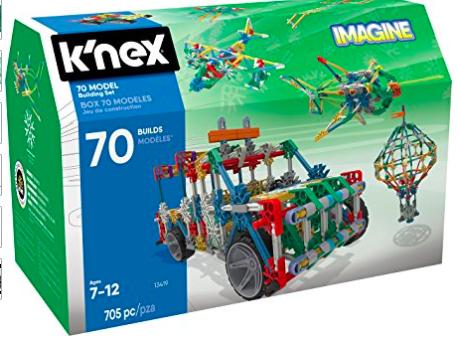 K'NEX
IMAGINE
70 MODEL
Building Set
BOX 70 MODELES
Jeu de construction
70 BUILDS
MODÈLES*
Ages
7-12
13419
705 pc/pza